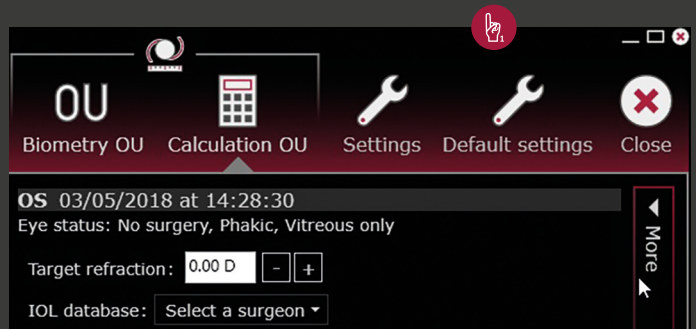 1
OU
Biometry OU
Calculation OU
Settings
Default settings
Close
OS 03/05/2018 at 14:28:30
Eye status: No surgery, Phakic, Vitreous only
More
Target refraction: 0.00 D - +
IOL database: Select a surgeon